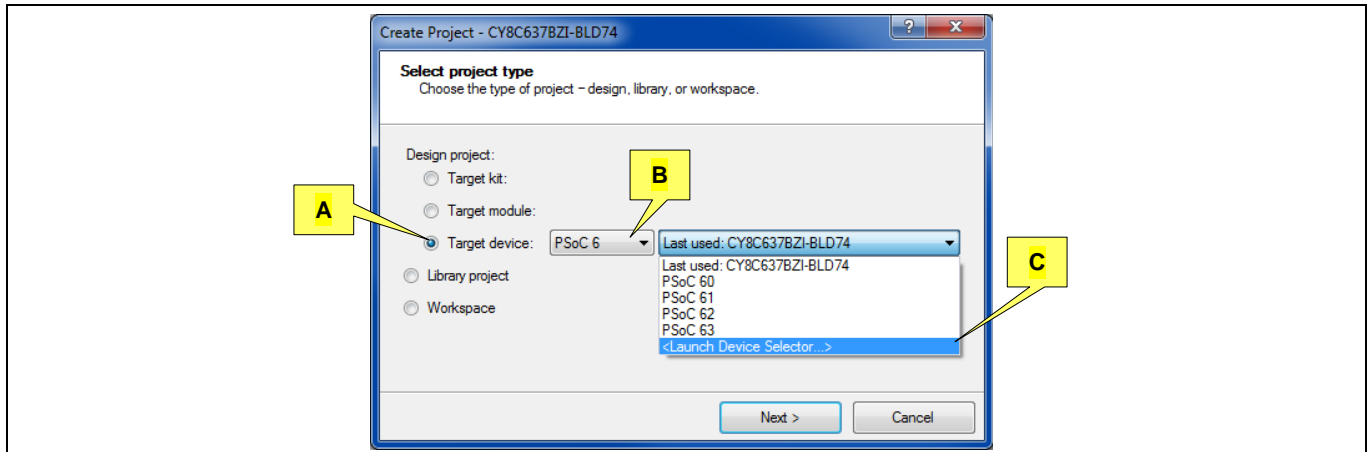 Create Project - CY8C637BZI-BLD74
Select project type
Choose the type of project – design, library, or workspace.
Design project:
Target kit:
B
A
Target module:
Target device: PSoC 6 Last used: CY8C637BZI-BLD74
Last used: CY8C637BZI-BLD74
C
Library project
PSoC 60
PSoC 61
Workspace
PSoC 62
PSoC 63
<Launch Device Selector...>
Next > Cancel